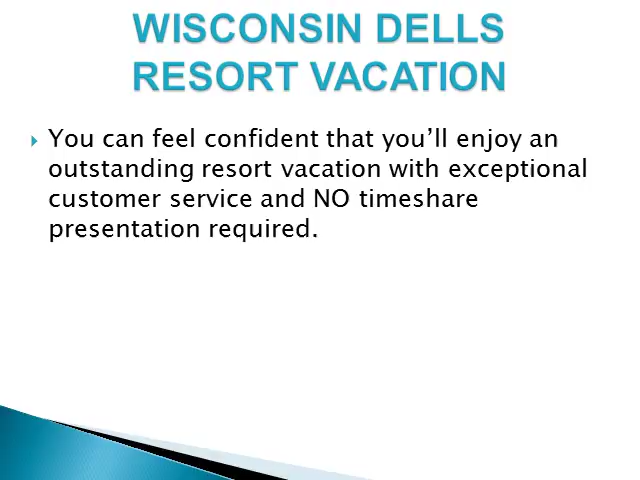 WISCONSIN DELLS
RESORT VACATION
You can feel confident that you’ll enjoy an
outstanding resort vacation with exceptional
customer service and NO timeshare
presentation required.